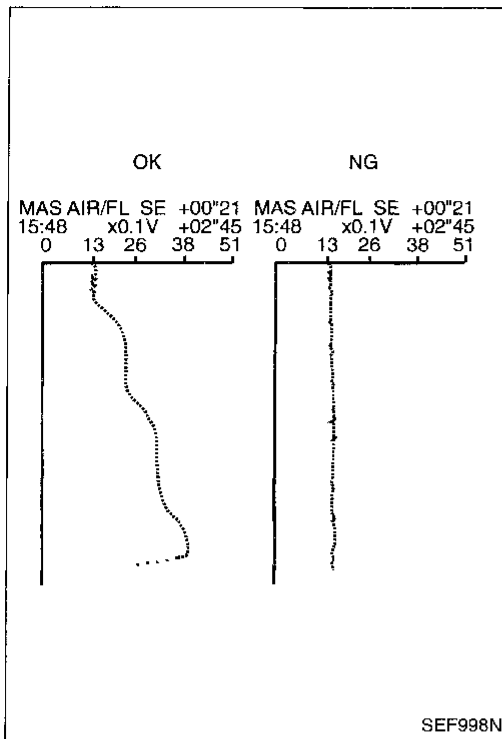 OK NG
MAS AIR/FL SE +00"21 MAS AIR/FL SE +00"21
15:48 x0.1V +02"45 15:48 x0.1V +02"45
0 13 26 38 51 0 13 26 38 51
SEF998N